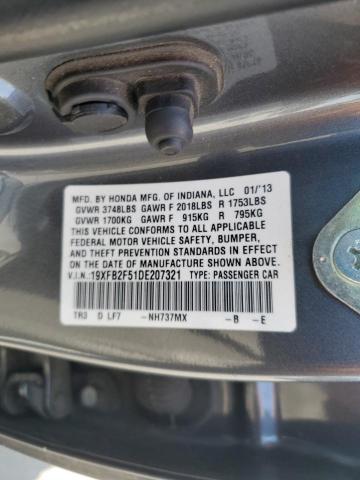 MFD. BY HONDA MFG. OF INDIANA, LLC 01/'13
GVWR 3748LBS GAWR F 2018LBS R 1753LBS
GVWR 1700KG GAWR F 915KG R 795KG
THIS VEHICLE CONFORMS TO ALL APPLICABLE
FEDERAL MOTOR VEHICLE SAFETY, BUMPER,
AND THEFT PREVENTION STANDARDS IN EFFECT
ON THE DATE OF MANUFACTURE SHOWN ABOVE.
V.I.N.:19XFB2F51DE207321 TYPE: PASSENGER CAR
TR3 D LF7 -NH737MX -B -E